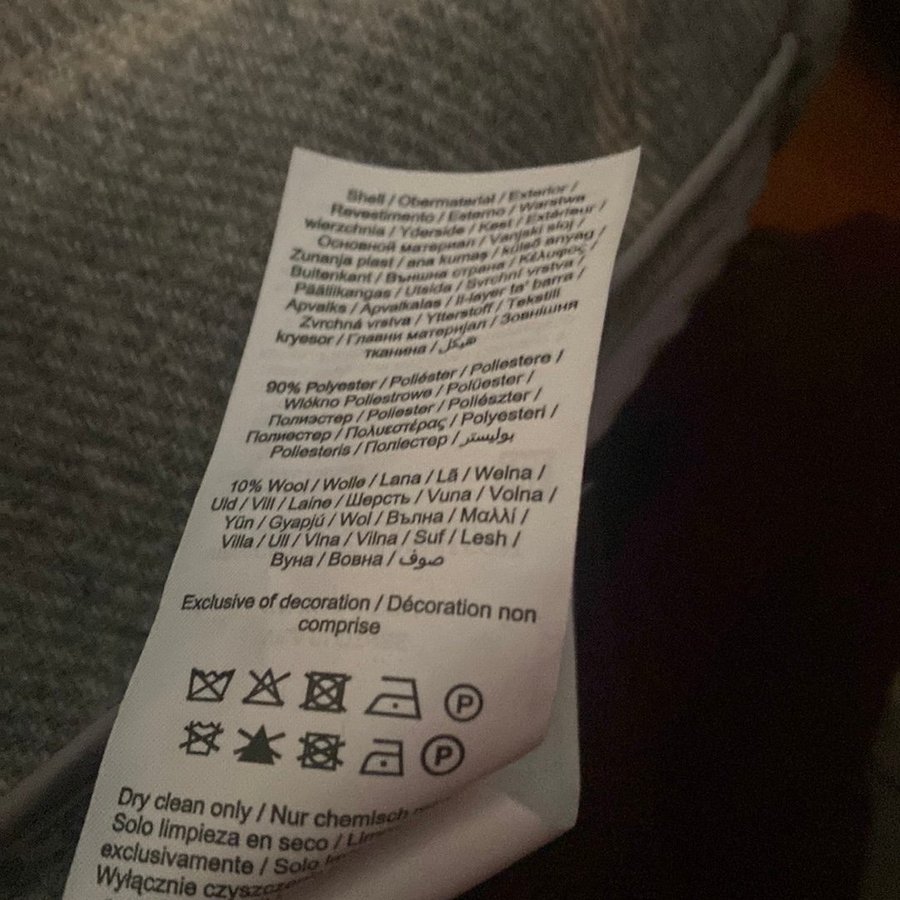 Shell / Obermaterial / Exterior /
Revestimento / Esterno / Warstwa
wierzchnia / Yderside / Kest / Extérieur /
Основной материал / Vanjski sloj /
Zunanja plast / ana kumaş / külső anyag /
Buitenkant / Външна страна / Κέλυφος /
Päällikangas / Utsida / Svrchní vrstva /
Apvalks / Apvalkalas / Il-layer ta' barra /
Zvrchná vrstva / Ytterstoff / Tekstili
kryesor / Главни материјал / Зовнішня
тканина / هيكل
90% Polyester / Poliéster / Poliestere /
Włókno Poliestrowe / Polüester /
Полиэстер / Poliester / Poliészter /
Полиестер / Πολυεστέρας / Polyesteri /
Poliesteris / Поліестер / بوليستر
10% Wool / Wolle / Lana / Lã / Wełna /
Uld / Vill / Laine / Шерсть / Vuna / Volna /
Yün / Gyapjú / Wol / Вълна / Μαλλί /
Villa / Ull / Vlna / Vilna / Suf / Lesh /
Вуна / Вовна / صوف
Exclusive of decoration / Décoration non
comprise
P
P
Dry clean only / Nur chemisch
Solo limpieza en seco /
exclusivamente / Solo
Wyłącznie